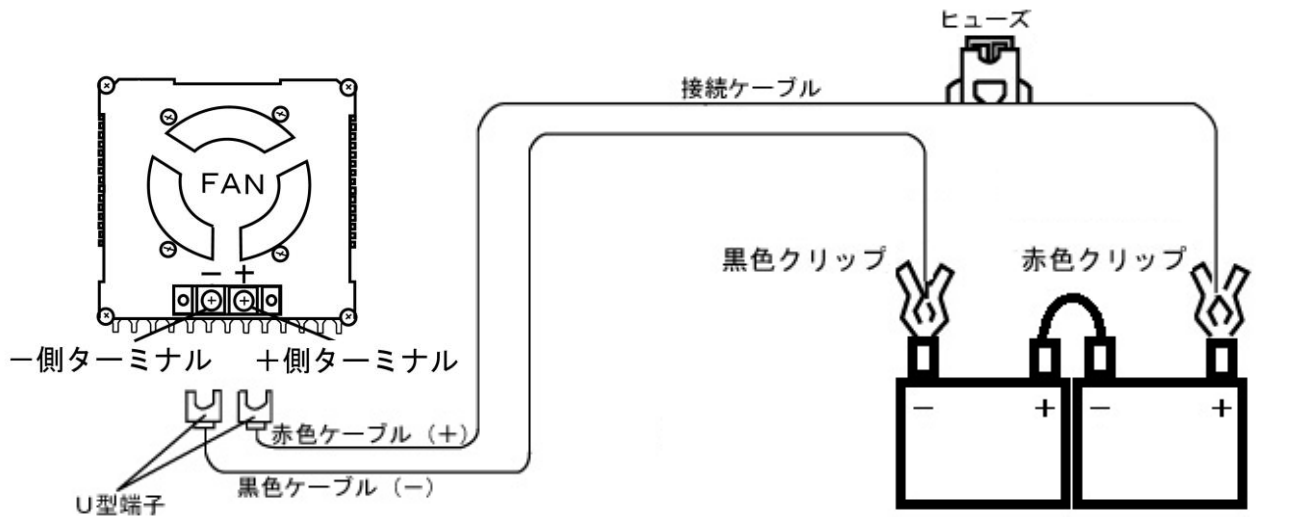 ヒューズ
接続ケーブル
FAN
黒色クリップ
赤色クリップ
− +
−側ターミナル
+側ターミナル
− + − +
赤色ケーブル（+）
黒色ケーブル（−）
U型端子